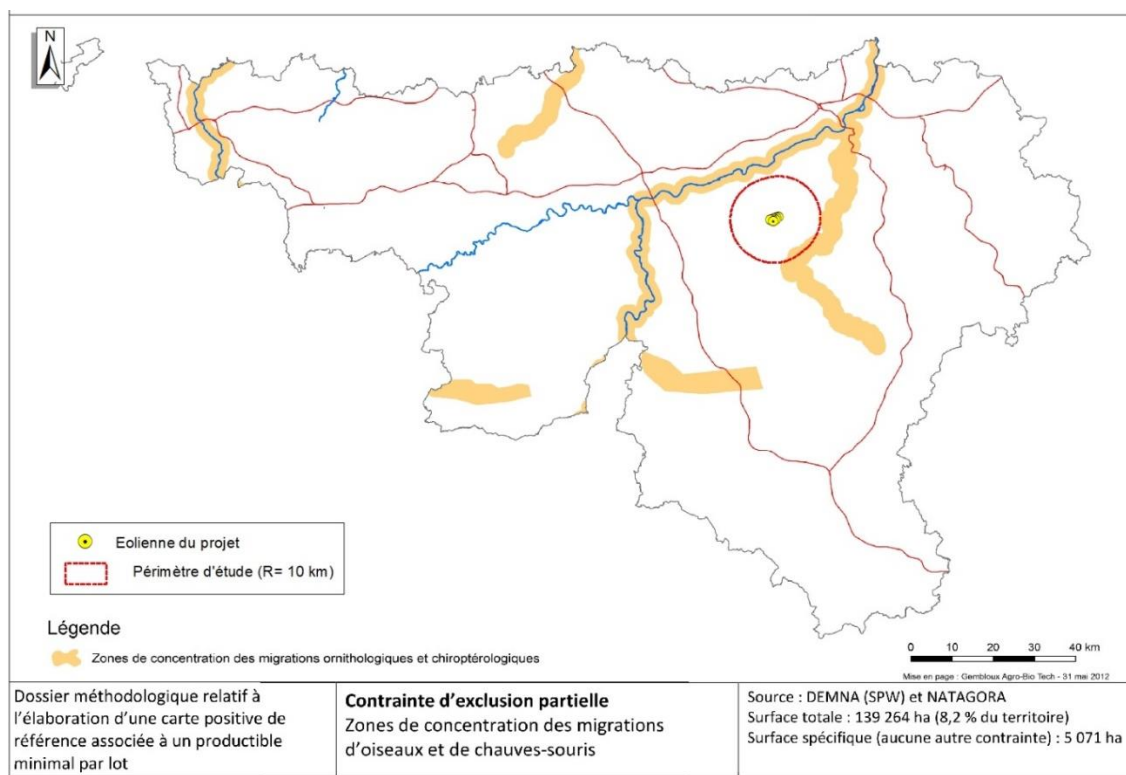 N
Eolienne du projet
Périmètre d'étude (R= 10 km)
Légende
Zones de concentration des migrations ornithologiques et chiroptérologiques
0 10 20 30 40 km
Mise en page : Gembloux Agro-Bio Tech - 31 mai 2012
Dossier méthodologique relatif à
l'élaboration d'une carte positive de
référence associée à un productible
minimal par lot
Contrainte d'exclusion partielle
Zones de concentration des migrations
d'oiseaux et de chauves-souris
Source : DEMNA (SPW) et NATAGORA
Surface totale : 139 264 ha (8,2 % du territoire)
Surface spécifique (aucune autre contrainte) : 5 071 ha